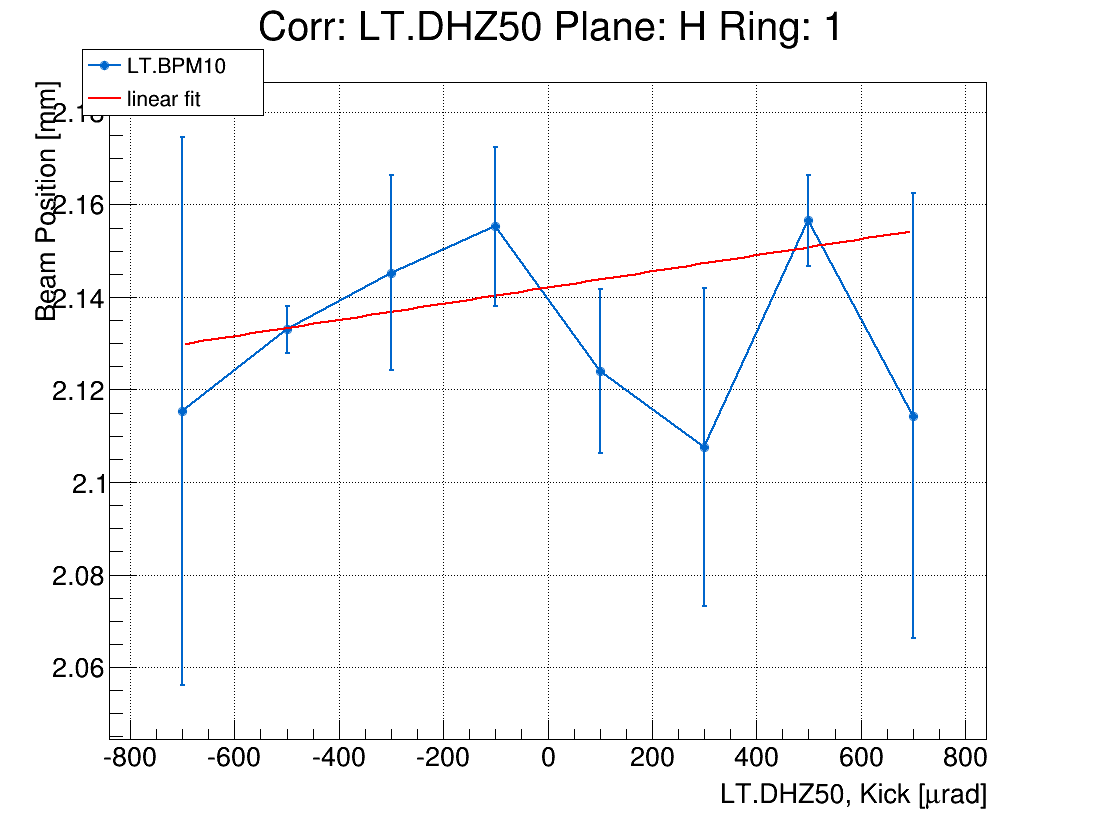 Corr: LT.DHZ50 Plane: H Ring: 1
LT.BPM10
linear fit
Beam Position [mm]
2.18
2.16
2.14
2.12
2.1
2.08
2.06
-800 -600 -400 -200 0 200 400 600 800
LT.DHZ50, Kick [μrad]